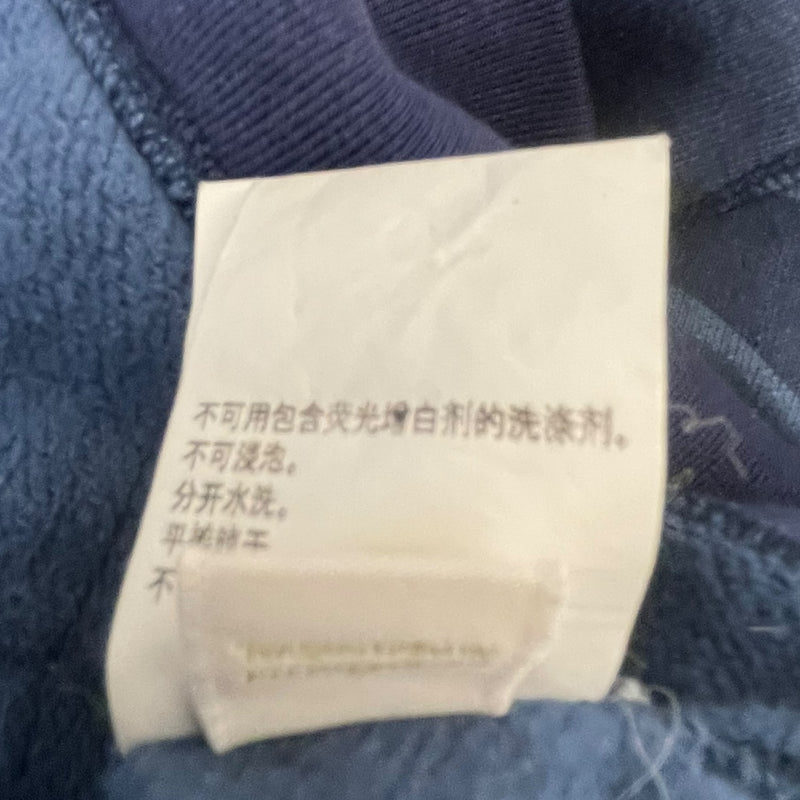 不可用包含荧光增白剂的洗涤剂。
不可浸泡。
分开水洗。
平摊晾干
不